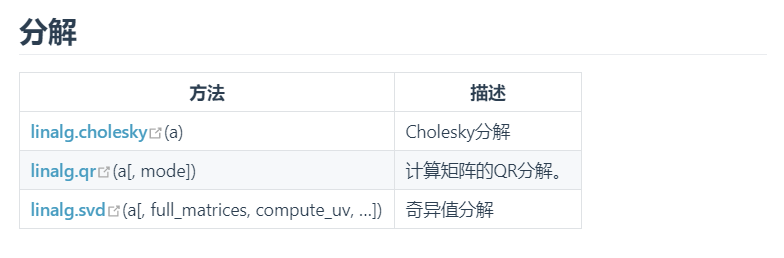 分解
方法 描述
linalg.cholesky(a) Cholesky分解
linalg.qr(a[, mode]) 计算矩阵的QR分解。
linalg.svd(a[, full_matrices, compute_uv, …]) 奇异值分解